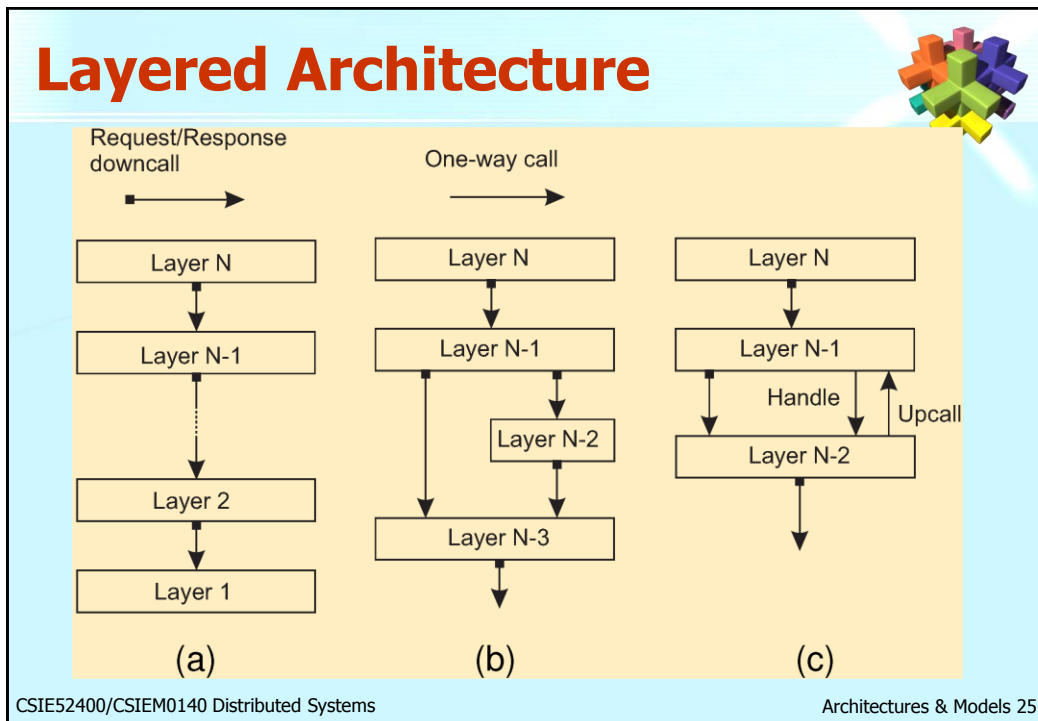 Layered Architecture
Request/Response
downcall
One-way call
Layer N
Layer N-1
Layer 2
Layer 1
(a)
Layer N
Layer N-1
Layer N-2
Layer N-3
(b)
Layer N
Layer N-1
Handle
Upcall
Layer N-2
(c)
CSIE52400/CSIEM0140 Distributed Systems
Architectures & Models 25